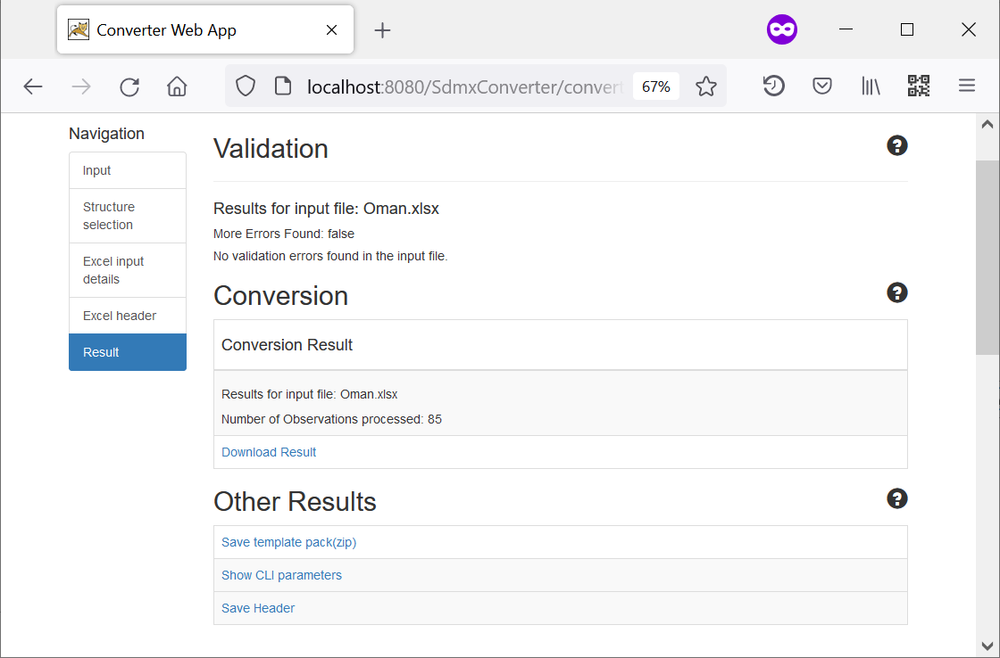 Converter Web App
localhost:8080/SdmxConverter/convert
67%
Navigation
Input
Structure
selection
Excel input
details
Excel header
Result
Validation
Results for input file: Oman.xlsx
More Errors Found: false
No validation errors found in the input file.
Conversion
Conversion Result
Results for input file: Oman.xlsx
Number of Observations processed: 85
Download Result
Other Results
Save template pack(zip)
Show CLI parameters
Save Header